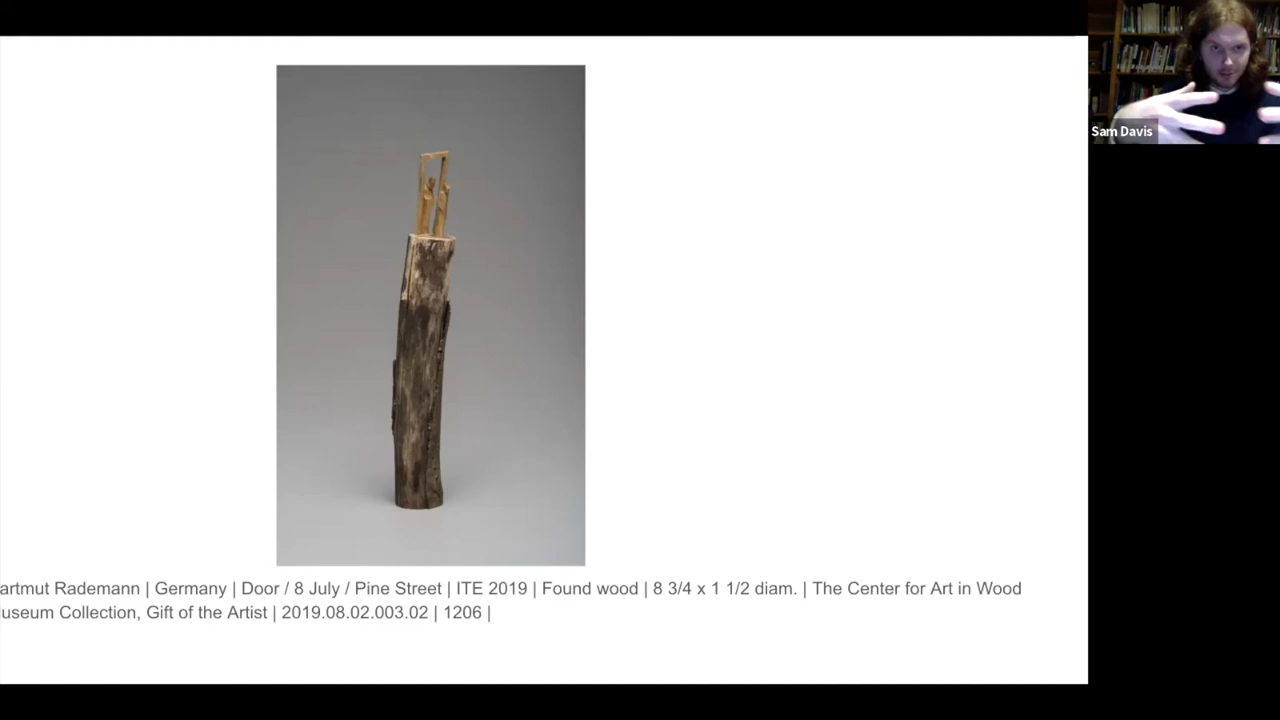 Sam Davis
artmut Rademann | Germany | Door / 8 July / Pine Street | ITE 2019 | Found wood | 8 3/4 x 1 1/2 diam. | The Center for Art in Wood
useum Collection, Gift of the Artist | 2019.08.02.003.02 | 1206 |